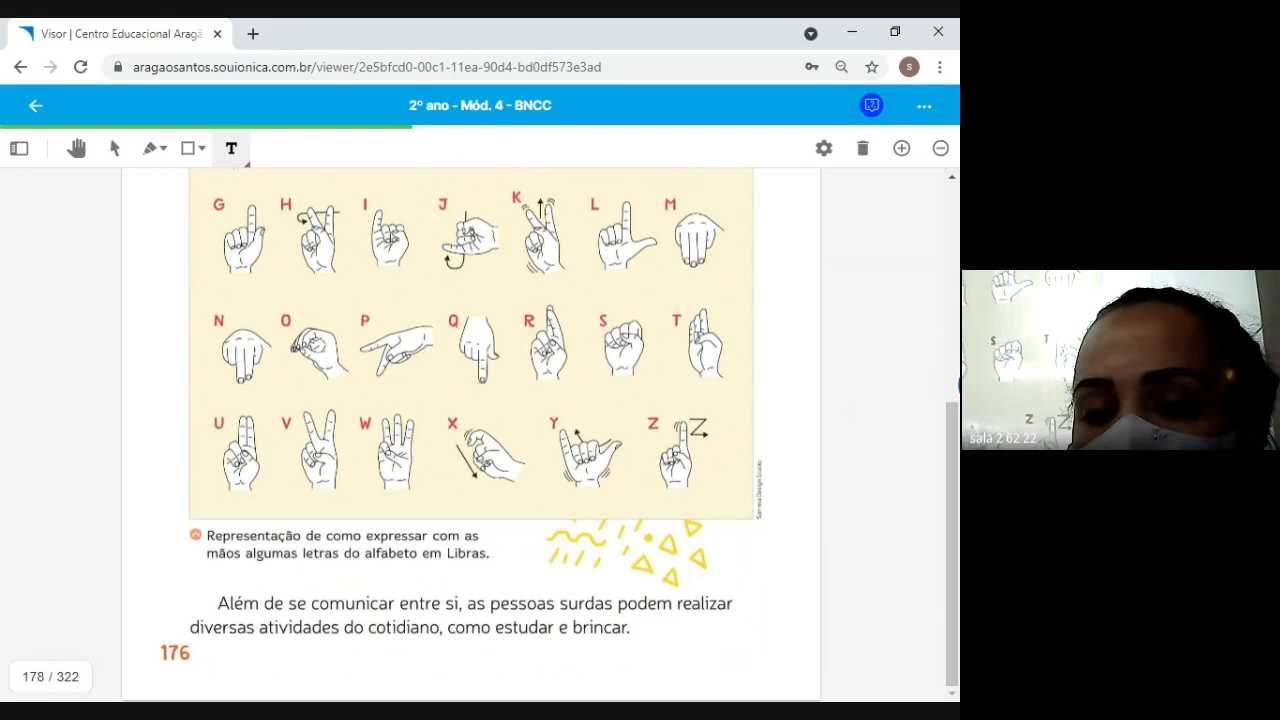 Visor | Centro Educacional Aragã
aragaosantos.souionica.com.br/viewer/2e5bfcd0-00c1-11ea-90d4-bd0df573e3ad
S
2º ano - Mód. 4 - BNCC
T
G H I J K L M
N O P Q R S T
U V W X Y Z Z
Representação de como expressar com as
mãos algumas letras do alfabeto em Libras.
Além de se comunicar entre si, as pessoas surdas podem realizar
diversas atividades do cotidiano, como estudar e brincar.
176
178 / 322
S T
Z
sala 2 62 22